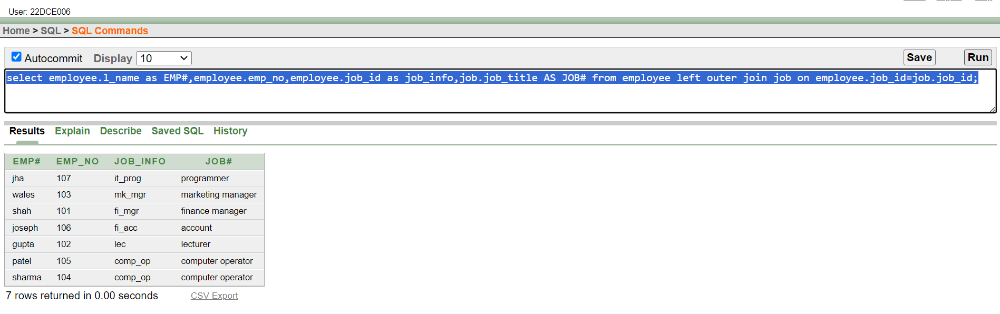 User: 22DCE006
Home > SQL > SQL Commands
Autocommit Display 10 Save Run
select employee.l_name as EMP#,employee.emp_no,employee.job_id as job_info,job.job_title AS JOB# from employee left outer join job on employee.job_id=job.job_id;
Results Explain Describe Saved SQL History
EMP# EMP_NO JOB_INFO JOB#
jha 107 it_prog programmer
wales 103 mk_mgr marketing manager
shah 101 fi_mgr finance manager
joseph 106 fi_acc account
gupta 102 lec lecturer
patel 105 comp_op computer operator
sharma 104 comp_op computer operator
7 rows returned in 0.00 seconds CSV Export